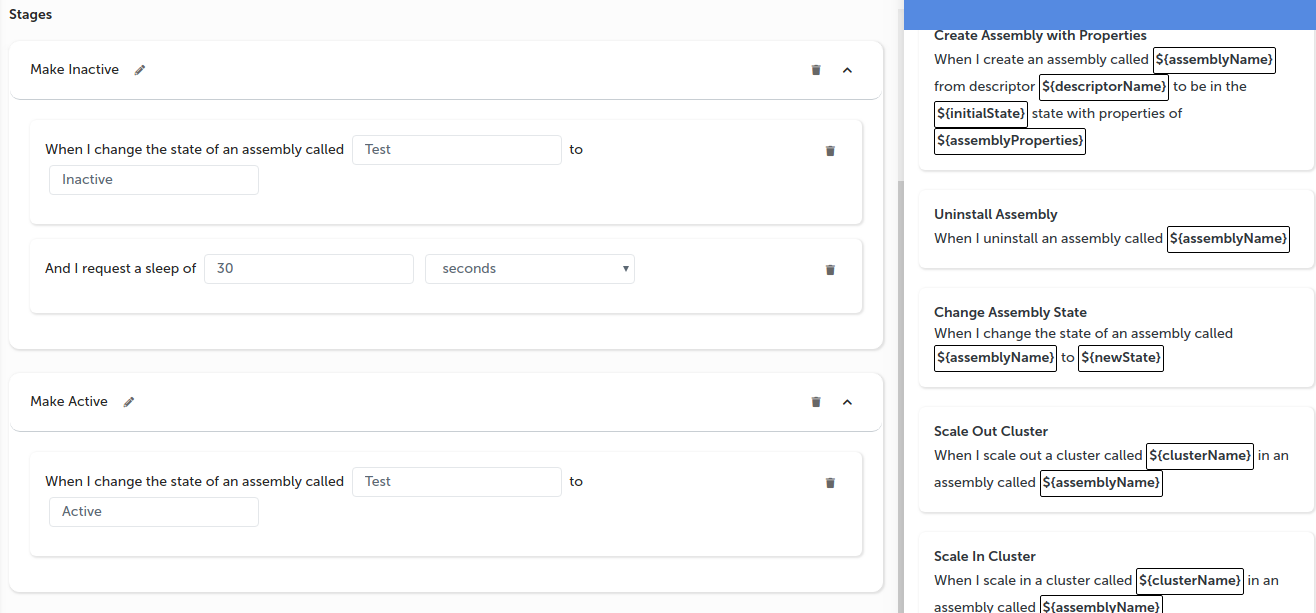 Stages
Make Inactive
When I change the state of an assembly called Test to
Inactive
And I request a sleep of 30 seconds
Make Active
When I change the state of an assembly called Test to
Active
Create Assembly with Properties
When I create an assembly called ${assemblyName}
from descriptor ${descriptorName} to be in the
${initialState} state with properties of
${assemblyProperties}
Uninstall Assembly
When I uninstall an assembly called ${assemblyName}
Change Assembly State
When I change the state of an assembly called
${assemblyName} to ${newState}
Scale Out Cluster
When I scale out a cluster called ${clusterName} in an
assembly called ${assemblyName}
Scale In Cluster
When I scale in a cluster called ${clusterName} in an
assembly called ${assemblyName}